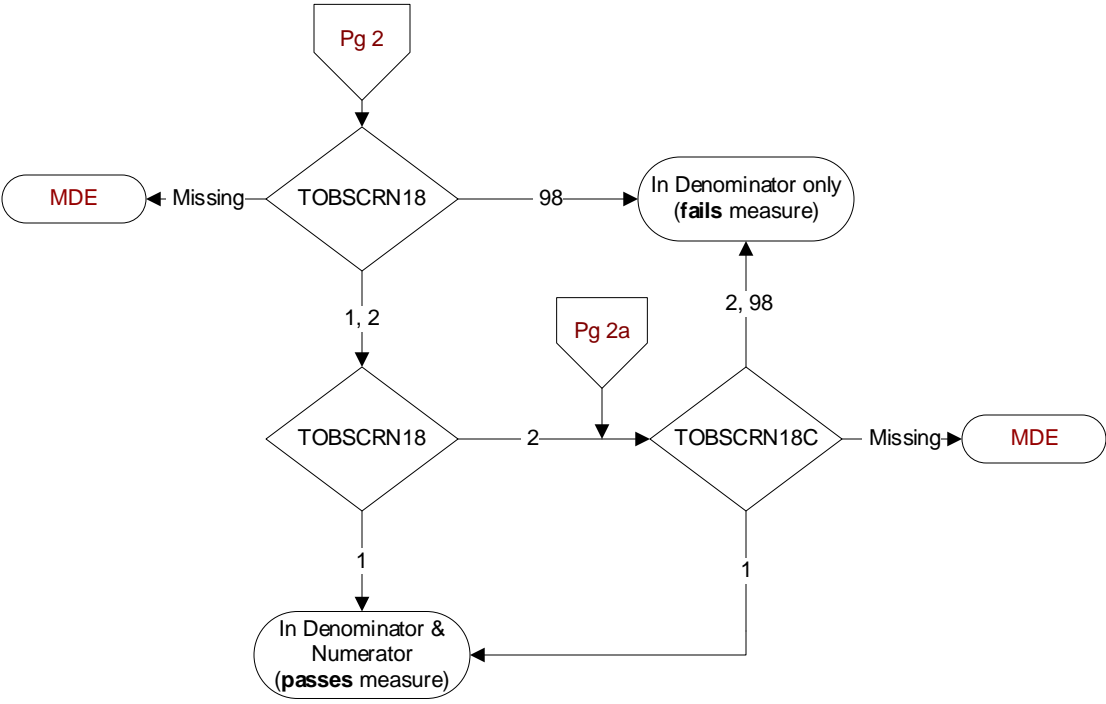 Pg 2
MDE
Missing
TOBSCRN18
98
In Denominator only
(fails measure)
1, 2
Pg 2a
2, 98
TOBSCRN18
2
TOBSCRN18C
Missing
MDE
1
1
In Denominator &
Numerator
(passes measure)